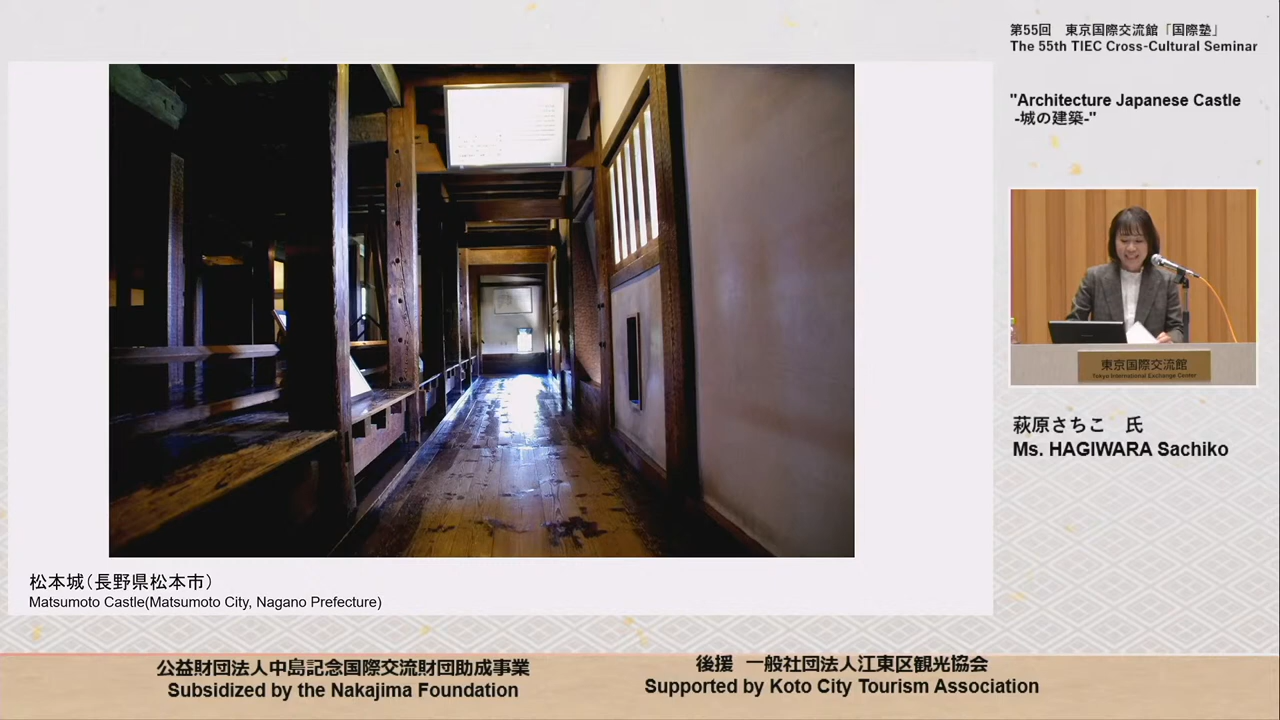 第55回　東京国際交流館「国際塾」
The 55th TIEC Cross-Cultural Seminar
"Architecture Japanese Castle
-城の建築-"
東京国際交流館
Tokyo International Exchange Center
萩原さちこ　氏
Ms. HAGIWARA Sachiko
松本城（長野県松本市）
Matsumoto Castle(Matsumoto City, Nagano Prefecture)
公益財団法人中島記念国際交流財団助成事業
Subsidized by the Nakajima Foundation
後援　一般社団法人江東区観光協会
Supported by Koto City Tourism Association